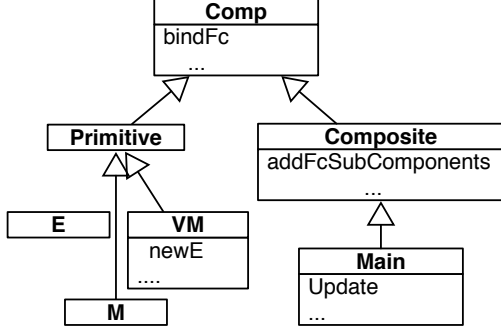 Comp
bindFc
...
Primitive
Composite
addFcSubComponents
...
E
VM
newE
....
Main
Update
...
M